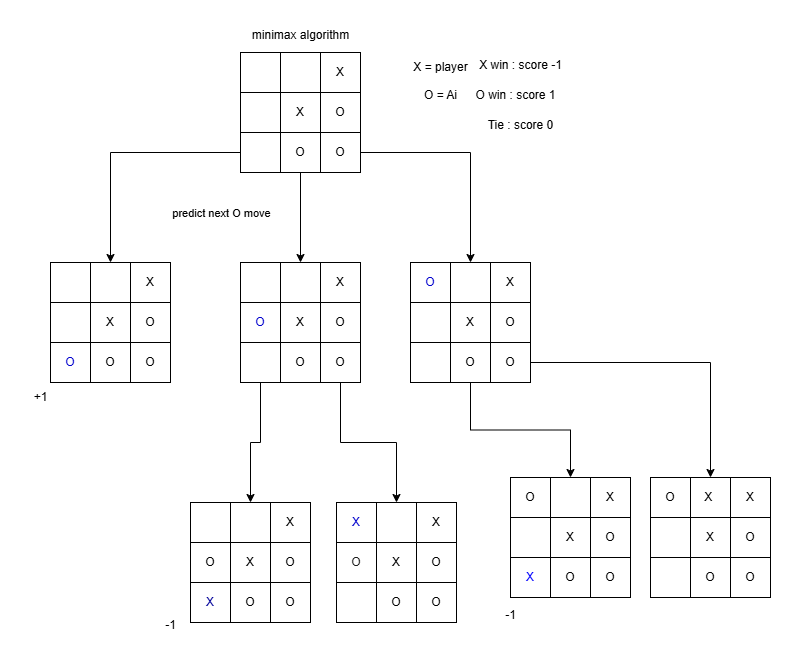 minimax algorithm
X = player X win : score -1
O = Ai O win : score 1
Tie : score 0
X
X O
O O
predict next O move
X
X O
O O O
X
O X O
O O
O X
X O
O O
+1
X
O X O
X O O
X X
O X O
O O
O X
X O
X O O
O X X
X O
O O
-1
-1